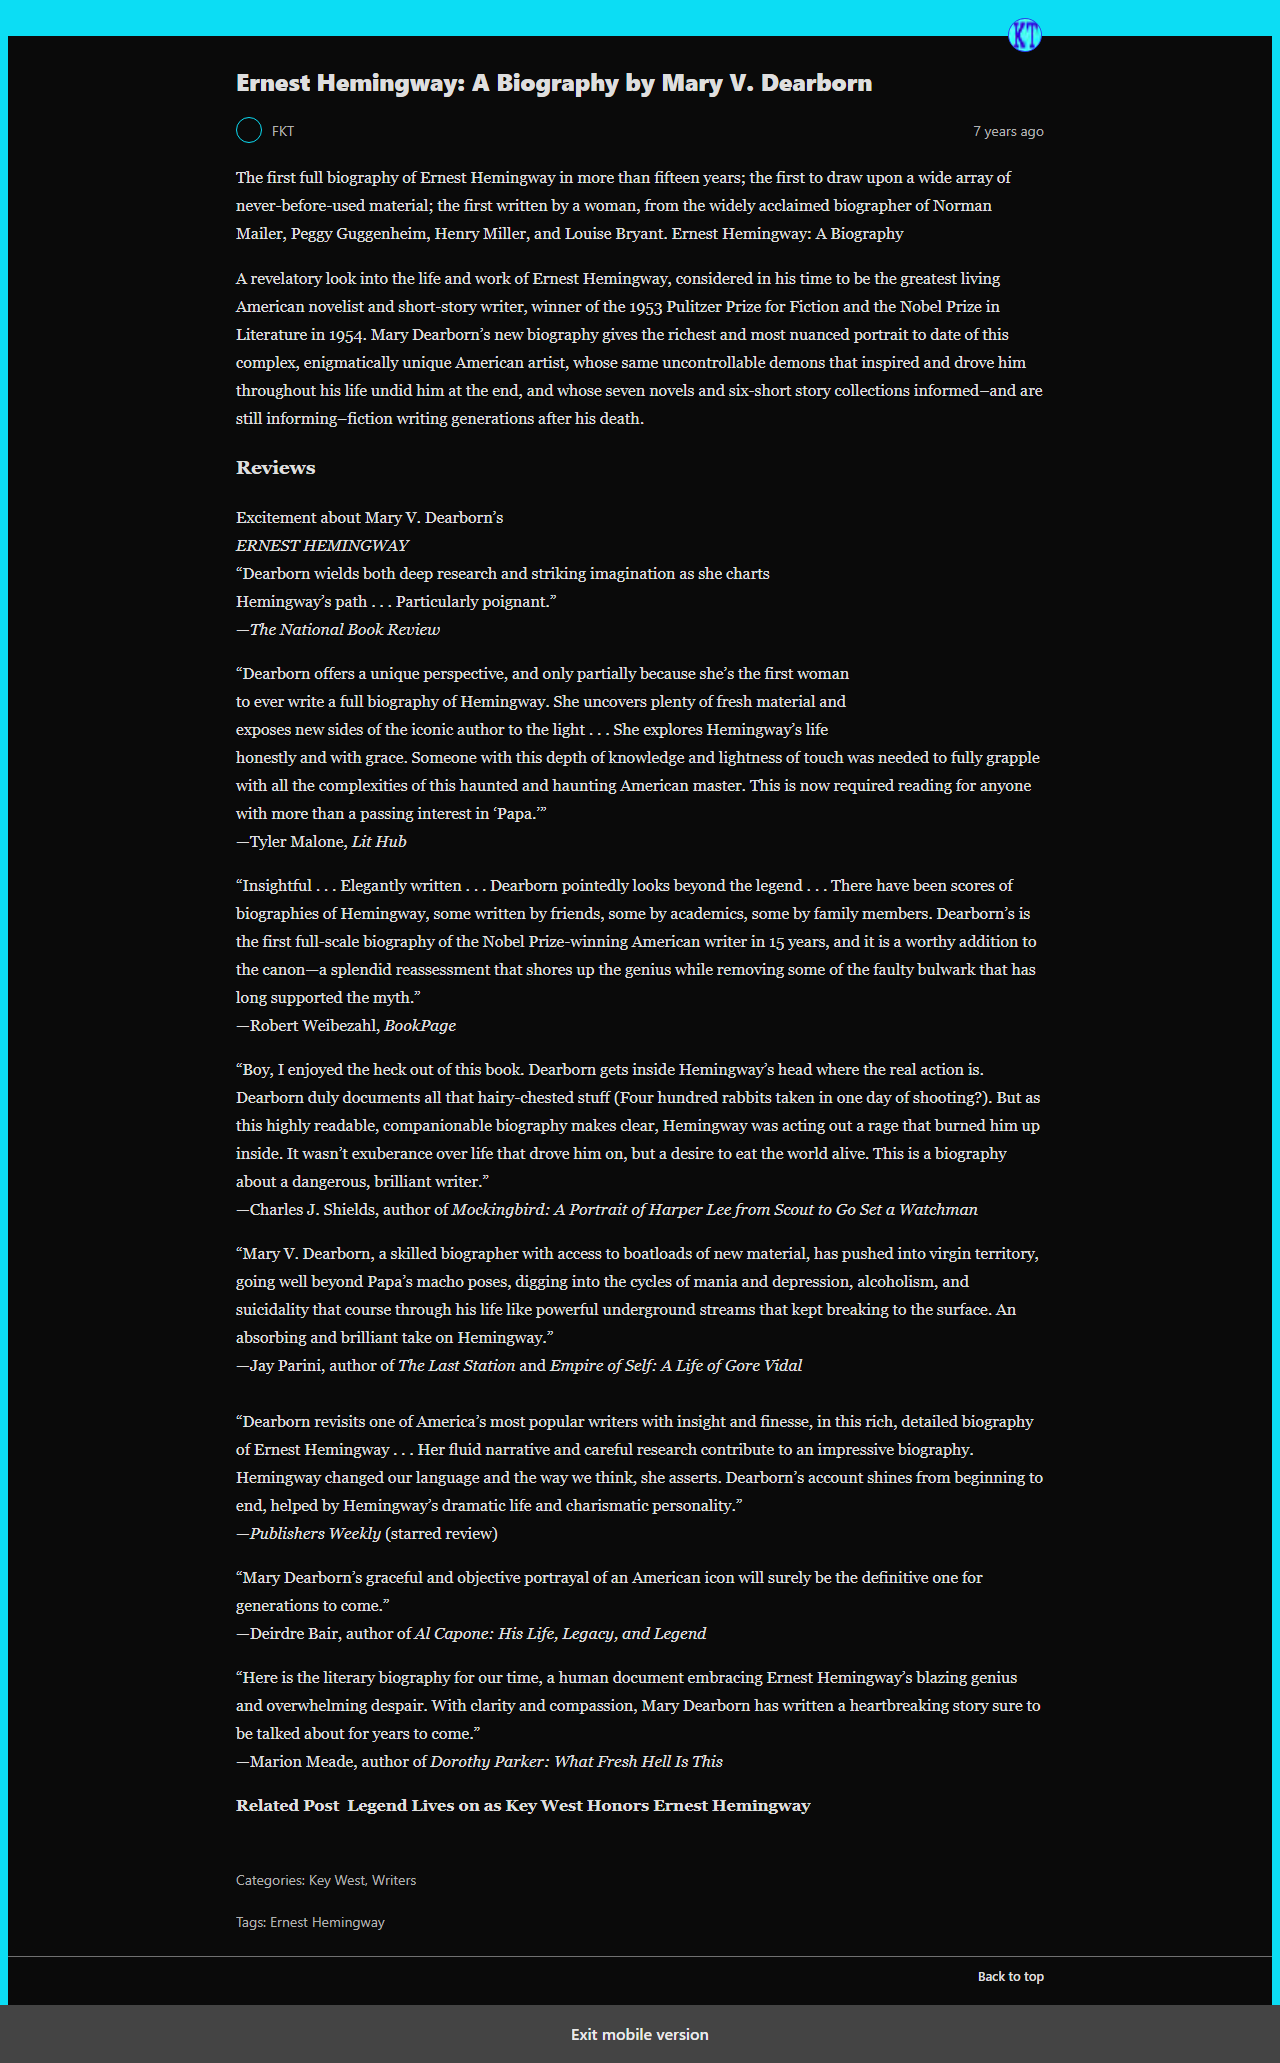 KT
Ernest Hemingway: A Biography by Mary V. Dearborn
FKT
7 years ago
The first full biography of Ernest Hemingway in more than fifteen years; the first to draw upon a wide array of
never-before-used material; the first written by a woman, from the widely acclaimed biographer of Norman
Mailer, Peggy Guggenheim, Henry Miller, and Louise Bryant. Ernest Hemingway: A Biography
A revelatory look into the life and work of Ernest Hemingway, considered in his time to be the greatest living
American novelist and short-story writer, winner of the 1953 Pulitzer Prize for Fiction and the Nobel Prize in
Literature in 1954. Mary Dearborn’s new biography gives the richest and most nuanced portrait to date of this
complex, enigmatically unique American artist, whose same uncontrollable demons that inspired and drove him
throughout his life undid him at the end, and whose seven novels and six-short story collections informed–and are
still informing–fiction writing generations after his death.
Reviews
Excitement about Mary V. Dearborn’s
ERNEST HEMINGWAY
“Dearborn wields both deep research and striking imagination as she charts
Hemingway’s path . . . Particularly poignant.”
—The National Book Review
“Dearborn offers a unique perspective, and only partially because she’s the first woman
to ever write a full biography of Hemingway. She uncovers plenty of fresh material and
exposes new sides of the iconic author to the light . . . She explores Hemingway’s life
honestly and with grace. Someone with this depth of knowledge and lightness of touch was needed to fully grapple
with all the complexities of this haunted and haunting American master. This is now required reading for anyone
with more than a passing interest in ‘Papa.’”
—Tyler Malone, Lit Hub
“Insightful . . . Elegantly written . . . Dearborn pointedly looks beyond the legend . . . There have been scores of
biographies of Hemingway, some written by friends, some by academics, some by family members. Dearborn’s is
the first full-scale biography of the Nobel Prize-winning American writer in 15 years, and it is a worthy addition to
the canon—a splendid reassessment that shores up the genius while removing some of the faulty bulwark that has
long supported the myth.”
—Robert Weibezahl, BookPage
“Boy, I enjoyed the heck out of this book. Dearborn gets inside Hemingway’s head where the real action is.
Dearborn duly documents all that hairy-chested stuff (Four hundred rabbits taken in one day of shooting?). But as
this highly readable, companionable biography makes clear, Hemingway was acting out a rage that burned him up
inside. It wasn’t exuberance over life that drove him on, but a desire to eat the world alive. This is a biography
about a dangerous, brilliant writer.”
—Charles J. Shields, author of Mockingbird: A Portrait of Harper Lee from Scout to Go Set a Watchman
“Mary V. Dearborn, a skilled biographer with access to boatloads of new material, has pushed into virgin territory,
going well beyond Papa’s macho poses, digging into the cycles of mania and depression, alcoholism, and
suicidality that course through his life like powerful underground streams that kept breaking to the surface. An
absorbing and brilliant take on Hemingway.”
—Jay Parini, author of The Last Station and Empire of Self: A Life of Gore Vidal
“Dearborn revisits one of America’s most popular writers with insight and finesse, in this rich, detailed biography
of Ernest Hemingway . . . Her fluid narrative and careful research contribute to an impressive biography.
Hemingway changed our language and the way we think, she asserts. Dearborn’s account shines from beginning to
end, helped by Hemingway’s dramatic life and charismatic personality.”
—Publishers Weekly (starred review)
“Mary Dearborn’s graceful and objective portrayal of an American icon will surely be the definitive one for
generations to come.”
—Deirdre Bair, author of Al Capone: His Life, Legacy, and Legend
“Here is the literary biography for our time, a human document embracing Ernest Hemingway’s blazing genius
and overwhelming despair. With clarity and compassion, Mary Dearborn has written a heartbreaking story sure to
be talked about for years to come.”
—Marion Meade, author of Dorothy Parker: What Fresh Hell Is This
Related Post Legend Lives on as Key West Honors Ernest Hemingway
Categories: Key West, Writers
Tags: Ernest Hemingway
Back to top
Exit mobile version